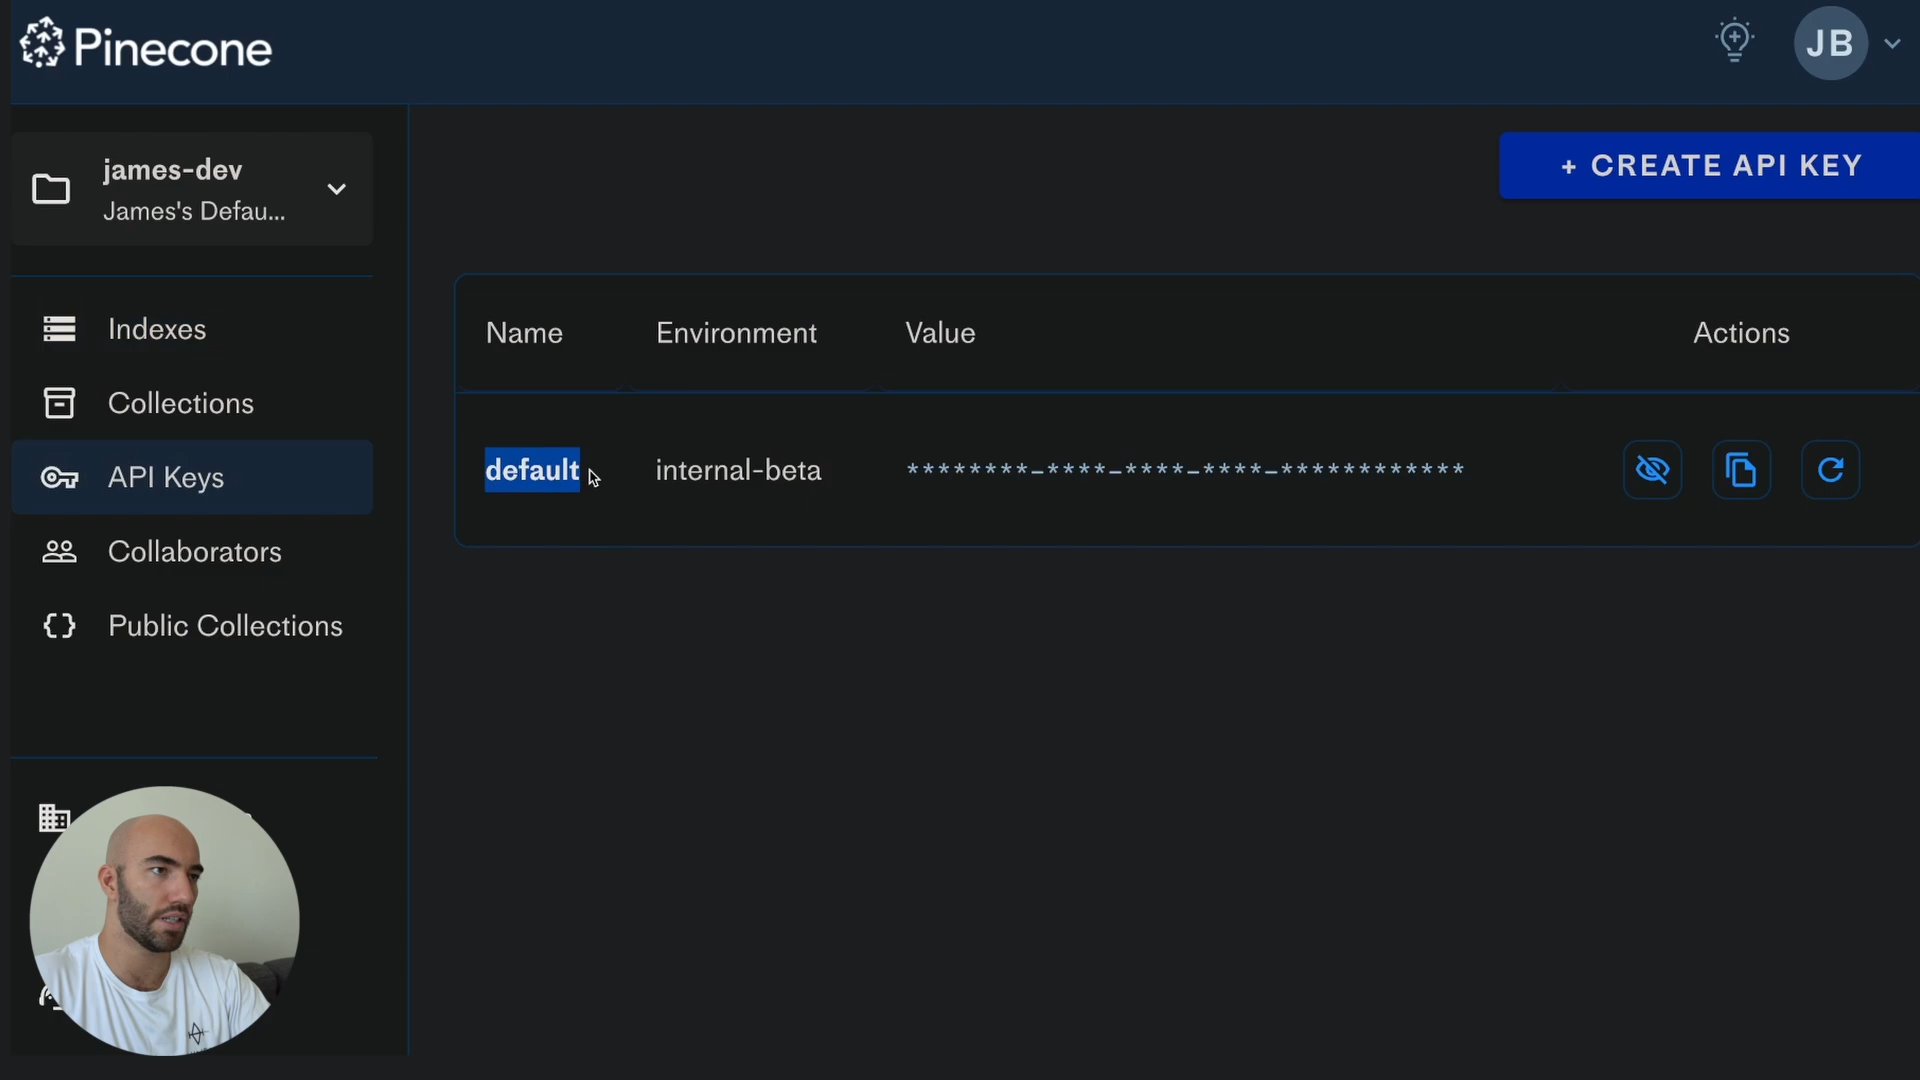 Pinecone
JB
james-dev
James's Defau...
+ CREATE API KEY
Indexes
Collections
API Keys
Collaborators
Public Collections
Name Environment Value Actions
default internal-beta ********-****-****-****-************